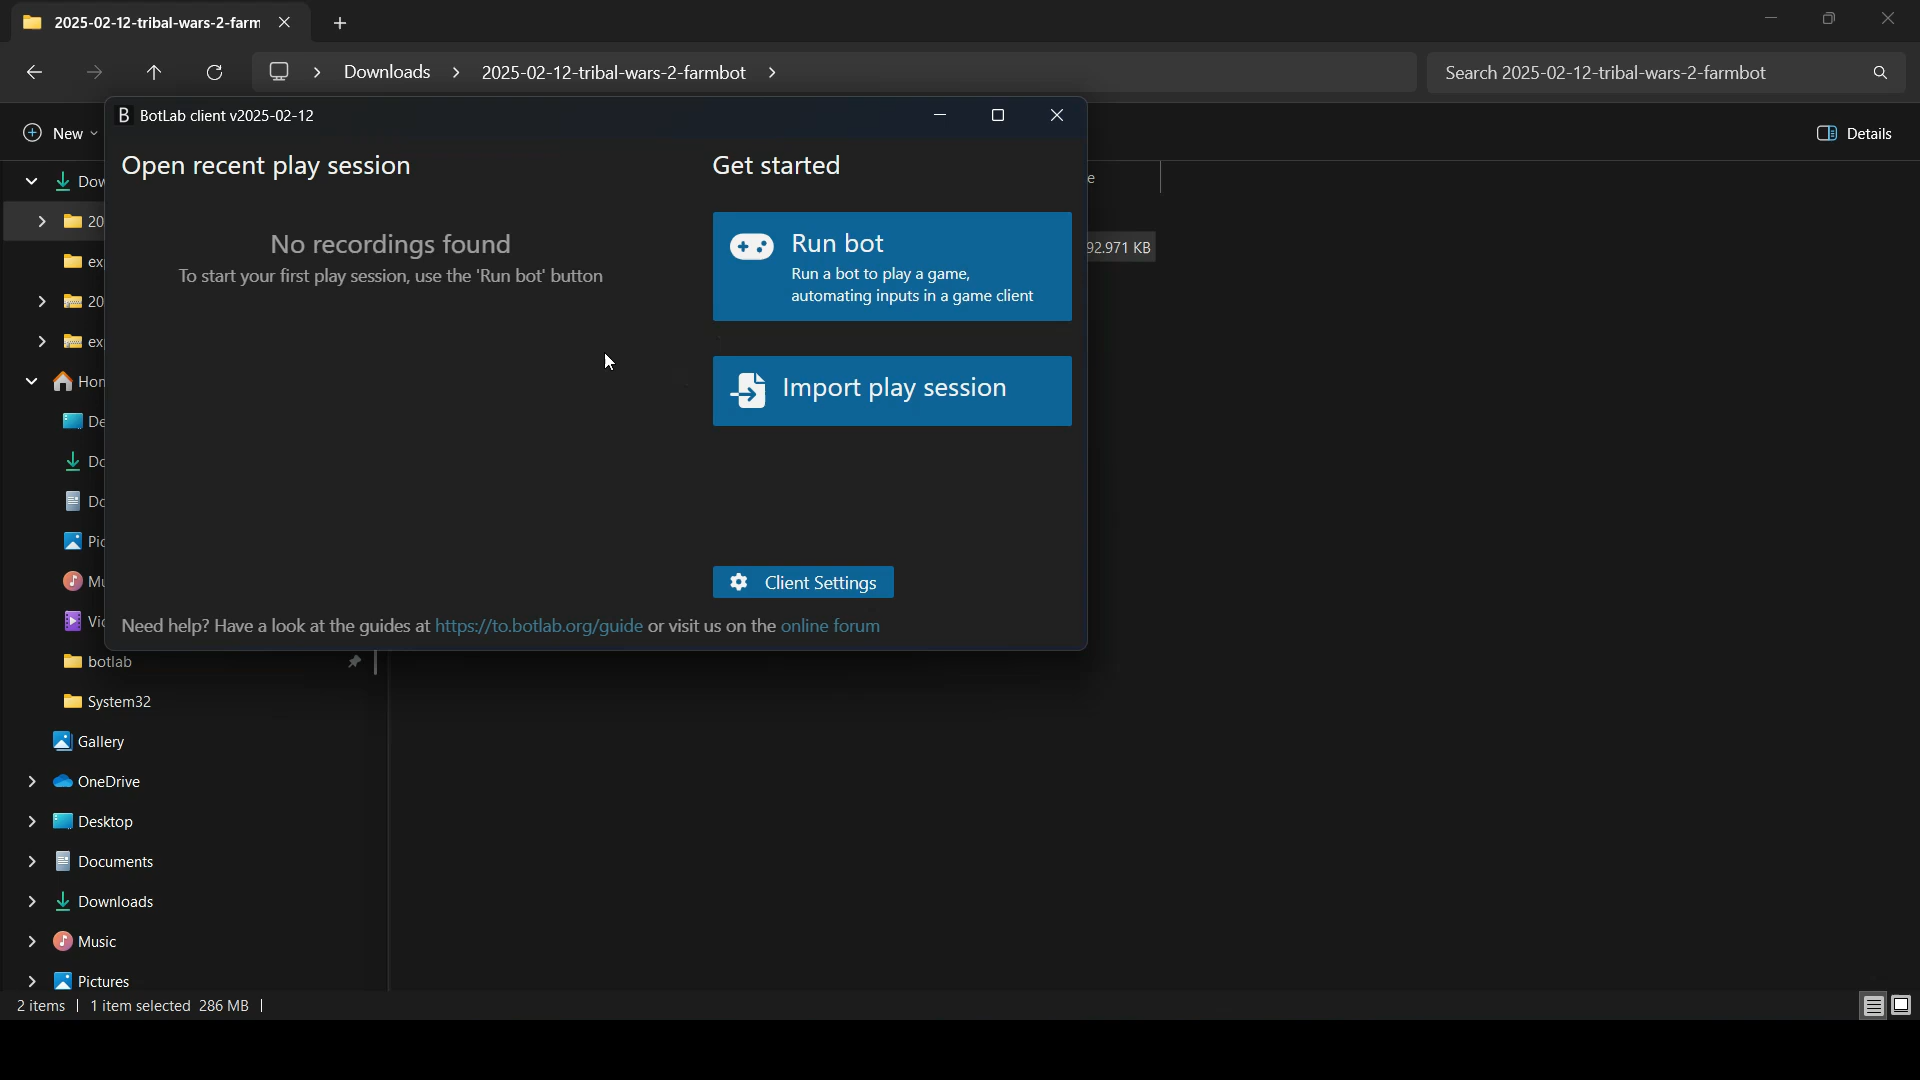 2025-02-12-tribal-wars-2-farm
Downloads
2025-02-12-tribal-wars-2-farmbot
Search 2025-02-12-tribal-wars-2-farmbot
New
Details
BotLab client v2025-02-12
Open recent play session
Get started
No recordings found
To start your first play session, use the 'Run bot' button
Run bot
Run a bot to play a game,
automating inputs in a game client
92.971 KB
Import play session
Client Settings
Need help? Have a look at the guides at https://to.botlab.org/guide or visit us on the online forum
botlab
System32
Gallery
OneDrive
Desktop
Documents
Downloads
Music
Pictures
2 items
1 item selected 286 MB